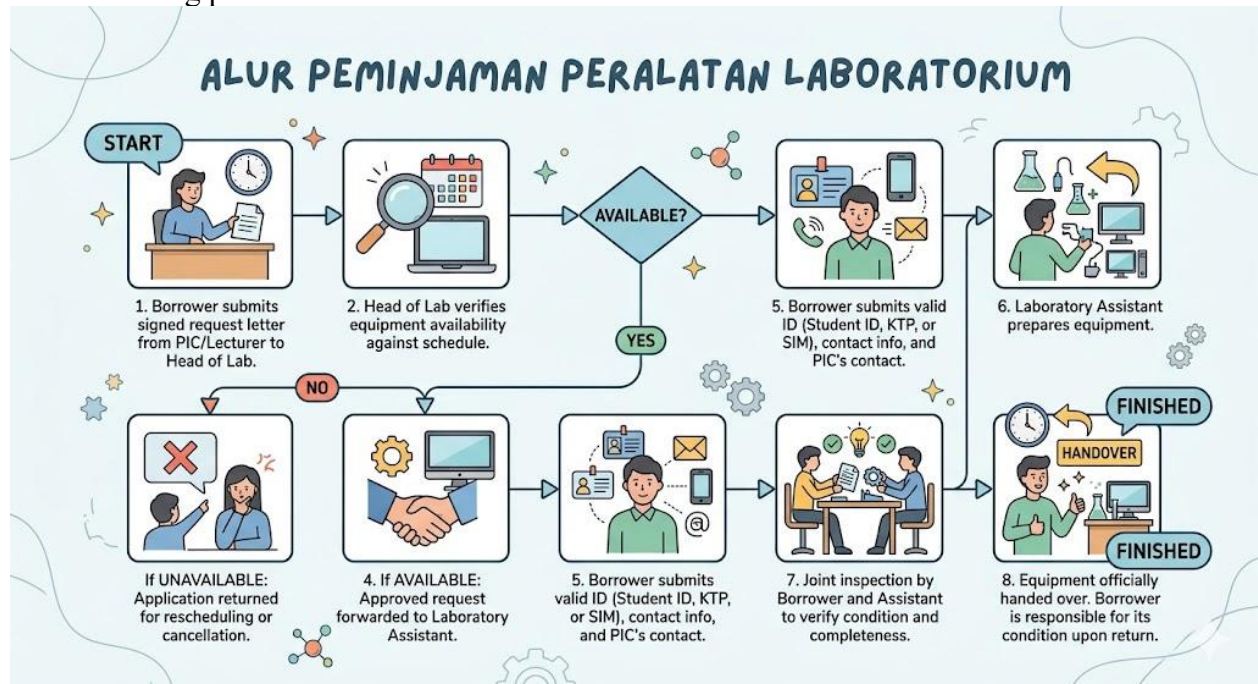 ALUR PEMINJAMAN PERALATAN LABORATORIUM
START
1. Borrower submits
signed request letter
from PIC/Lecturer to
Head of Lab.
2. Head of Lab verifies
equipment availability
against schedule.
AVAILABLE?
YES
NO
5. Borrower submits valid
ID (Student ID, KTP, or
SIM), contact info, and
PIC's contact.
6. Laboratory Assistant
prepares equipment.
If UNAVAILABLE:
Application returned
for rescheduling or
cancellation.
4. If AVAILABLE:
Approved request
forwarded to Laboratory
Assistant.
@
5. Borrower submits
valid ID (Student ID, KTP,
or SIM), contact info,
and PIC's contact.
7. Joint inspection by
Borrower and Assistant
to verify condition and
completeness.
FINISHED
HANDOVER
FINISHED
8. Equipment officially
handed over. Borrower
is responsible for its
condition upon return.